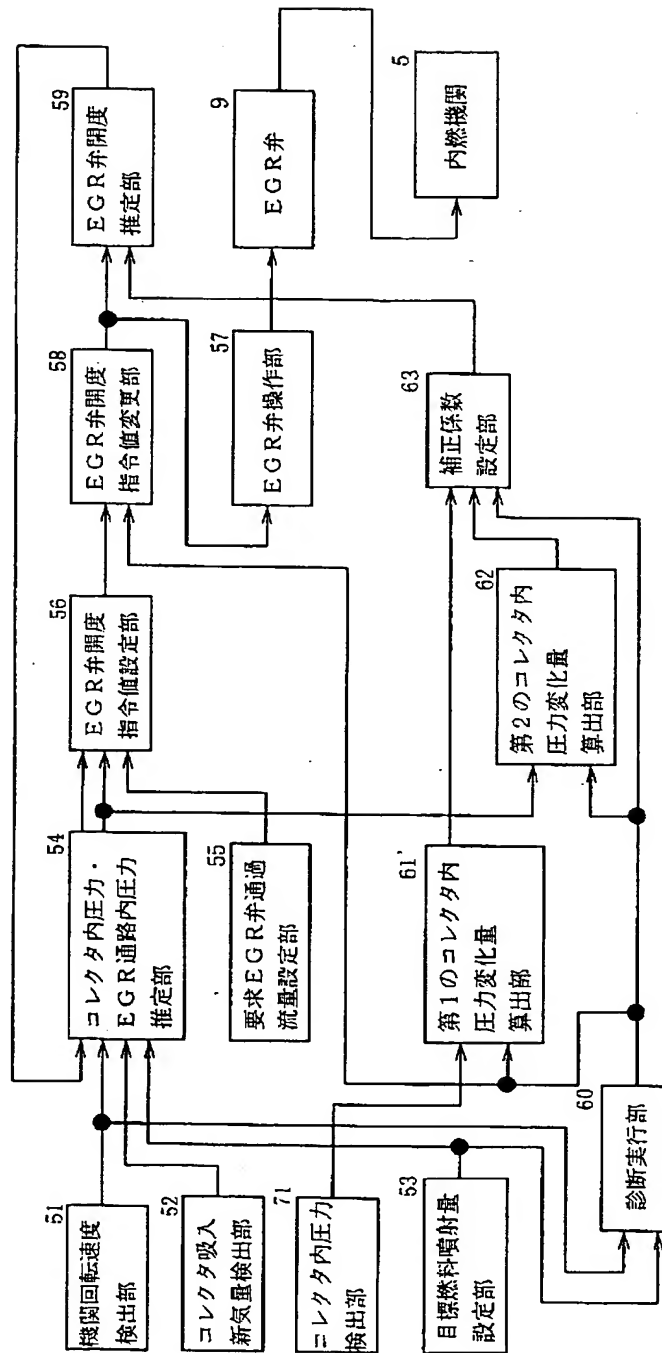 51
機関回転速度
検出部
52
コレクタ吸入
新気量検出部
71
コレクタ内圧力
検出部
53
目標燃料噴射量
設定部
54
コレクタ内圧力・
EGR通路内圧力
推定部
55
要求EGR弁通過
流量設定部
61'
第1のコレクタ内
圧力変化量
算出部
60
診断実行部
56
EGR弁開度
指令値設定部
62
第2のコレクタ内
圧力変化量
算出部
58
EGR弁開度
指令値変更部
57
EGR弁操作部
63
補正係数
設定部
59
EGR弁開度
推定部
9
EGR弁
5
内燃機関